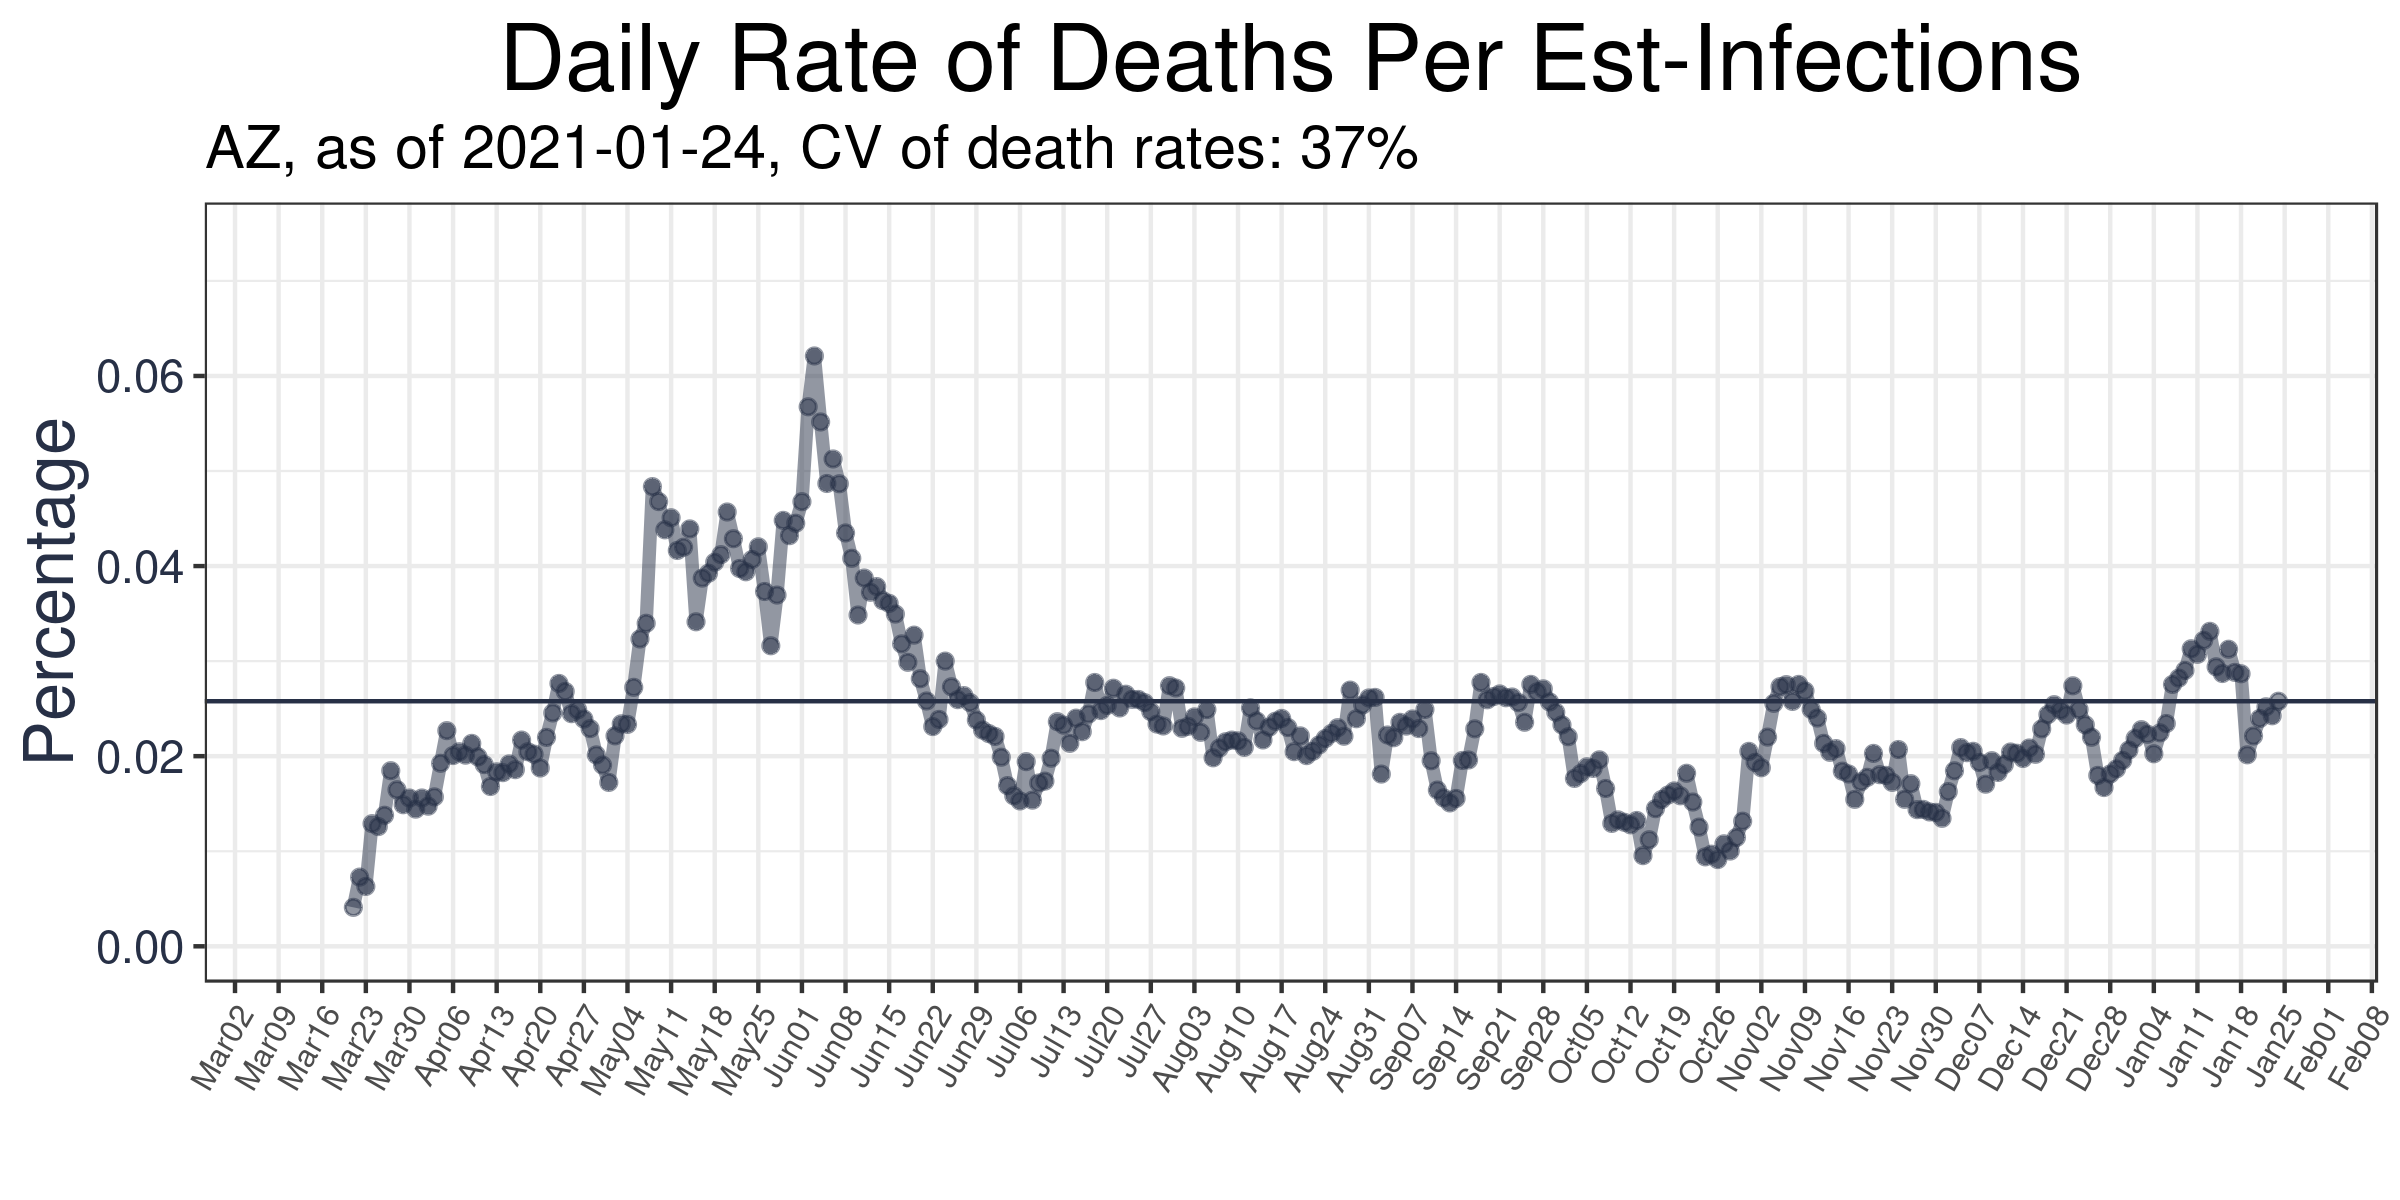 Daily Rate of Deaths Per Est-Infections
AZ, as of 2021-01-24, CV of death rates: 37%
Percentage
0.06
0.04
0.02
0.00
Mar02
Mar09
Mar16
Mar23
Mar30
Apr06
Apr13
Apr20
Apr27
May04
May11
May18
May25
Jun01
Jun08
Jun15
Jun22
Jun29
Jul06
Jul13
Jul20
Jul27
Aug03
Aug10
Aug17
Aug24
Aug31
Sep07
Sep14
Sep21
Sep28
Oct05
Oct12
Oct19
Oct26
Nov02
Nov09
Nov16
Nov23
Nov30
Dec07
Dec14
Dec21
Dec28
Jan04
Jan11
Jan18
Jan25
Feb01
Feb08